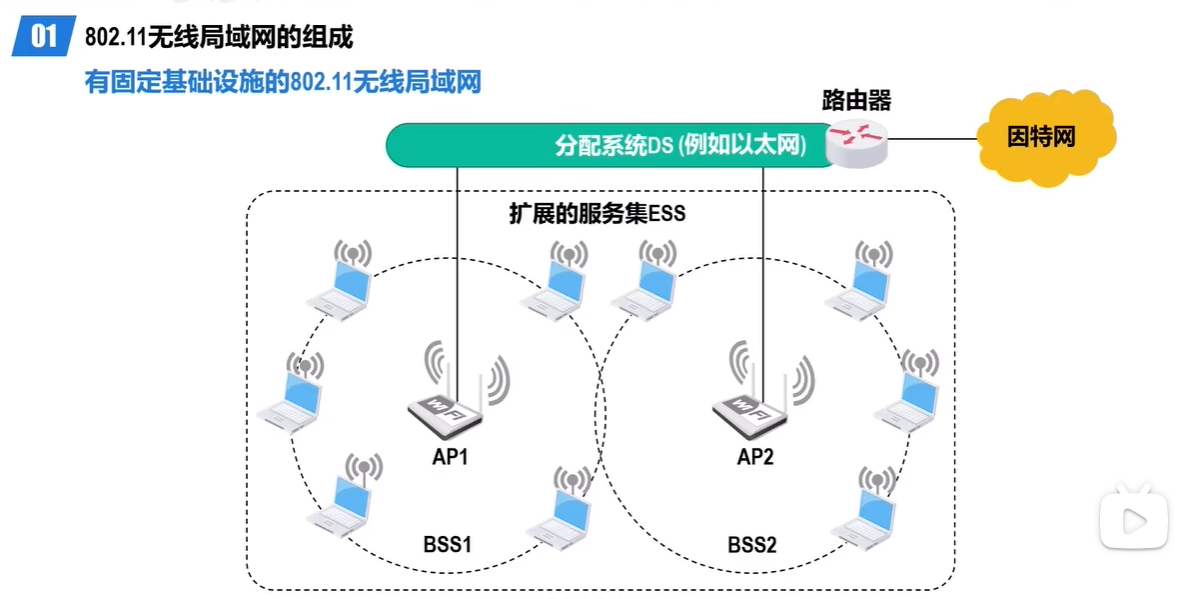 01
802.11无线局域网的组成
有固定基础设施的802.11无线局域网
路由器
分配系统DS (例如以太网)
因特网
扩展的服务集ESS
WiFi
WiFi
AP1
AP2
BSS1
BSS2